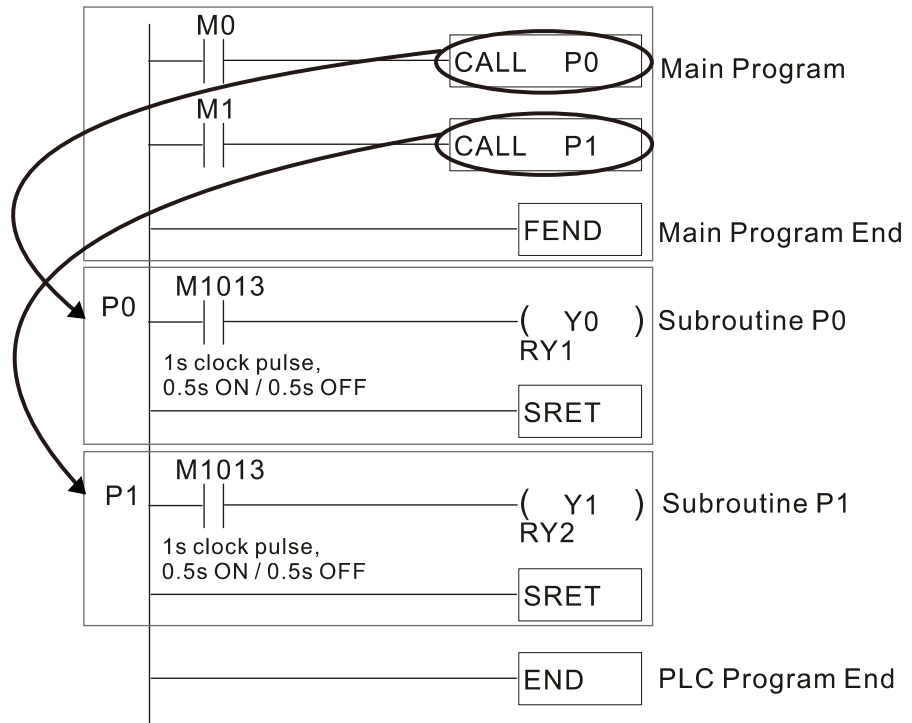 M0
CALL P0
Main Program
M1
CALL P1
FEND
Main Program End
P0
M1013
( Y0 )
Subroutine P0
RY1
1s clock pulse,
0.5s ON / 0.5s OFF
SRET
P1
M1013
( Y1 )
Subroutine P1
RY2
1s clock pulse,
0.5s ON / 0.5s OFF
SRET
END
PLC Program End